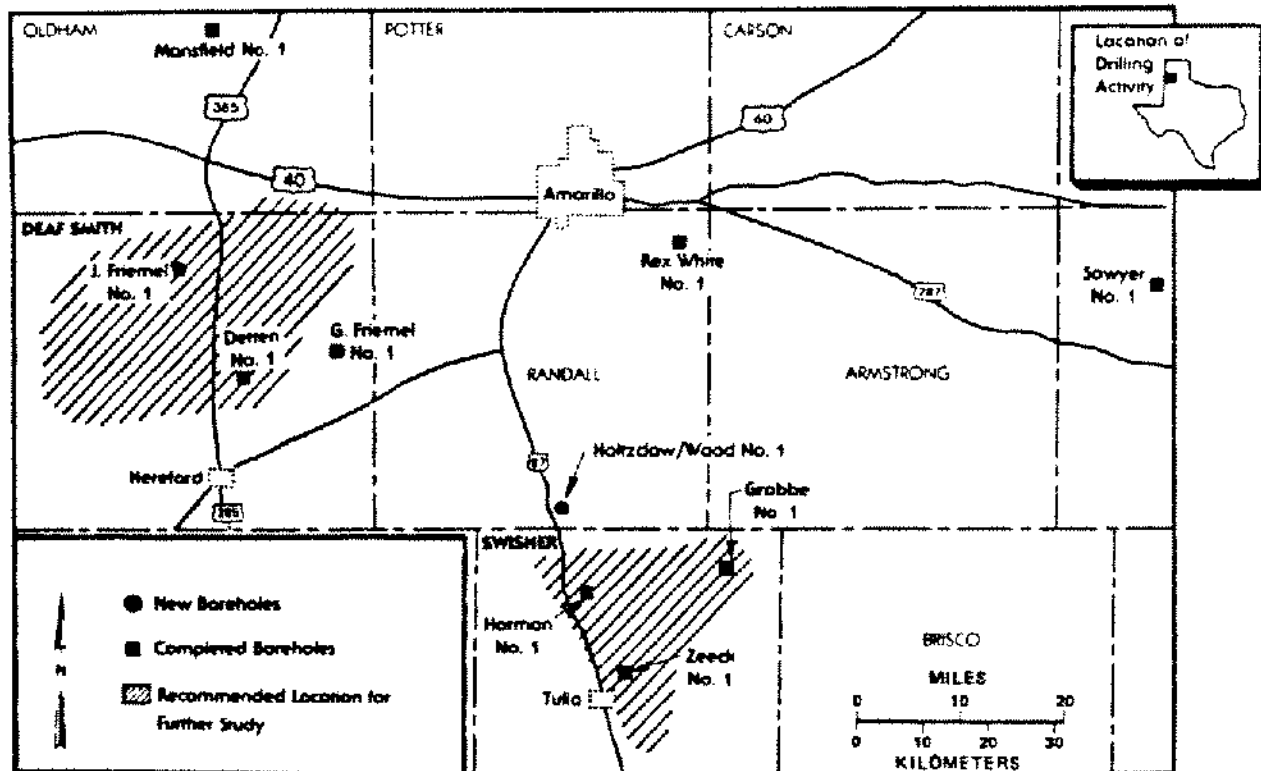 OLDHAM
Mansfield No. 1
POTTER
CARSON
Location of
Drilling
Activity
385
60
40
Amarillo
DEAF SMITH
J. Friemel
No. 1
Rex White
No. 1
287
Sawyer
No. 1
Detten
No. 1
G. Friemel
No. 1
RANDALL
ARMSTRONG
Holtzclaw/Wood No. 1
87
Hereford
Grabbe
No. 1
385
SWISHER
New Boreholes
Completed Boreholes
Recommended Location for
Further Study
N
Harman
No. 1
Zeeck
No. 1
Tulia
BRISCO
MILES
0 10 20
0 10 20 30
KILOMETERS